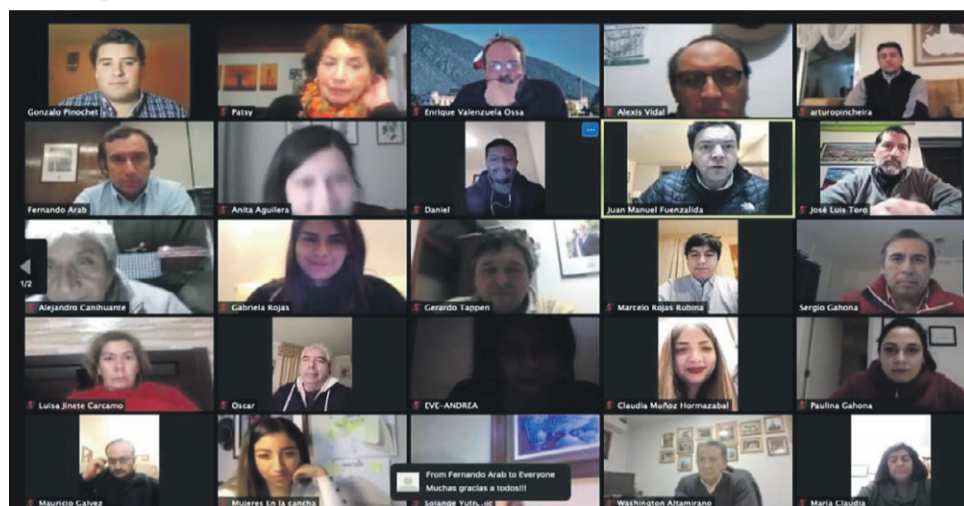 Gonzalo Pinochet
Patsy
Enrique Valenzuela Ossa
Alexis Vidal
arturopincheira
Fernando Arab
Anita Aguilera
Daniel
Juan Manuel Fuenzalida
José Luis Toro
1/2
Alejandro Canihuante
Gabriela Rojas
Gerardo Tappen
Marcelo Rojas Rubina
Sergio Gahona
Luisa Jinete Carcamo
Oscar
EVE-ANDREA
Claudia Muñoz Hormazabal
Paulina Gahona
Mauricio Galvez
Mujeres En la cancha
From Fernando Arab to Everyone
Muchas gracias a todos!!!
Solange
Washington Altamirano
María Claudia